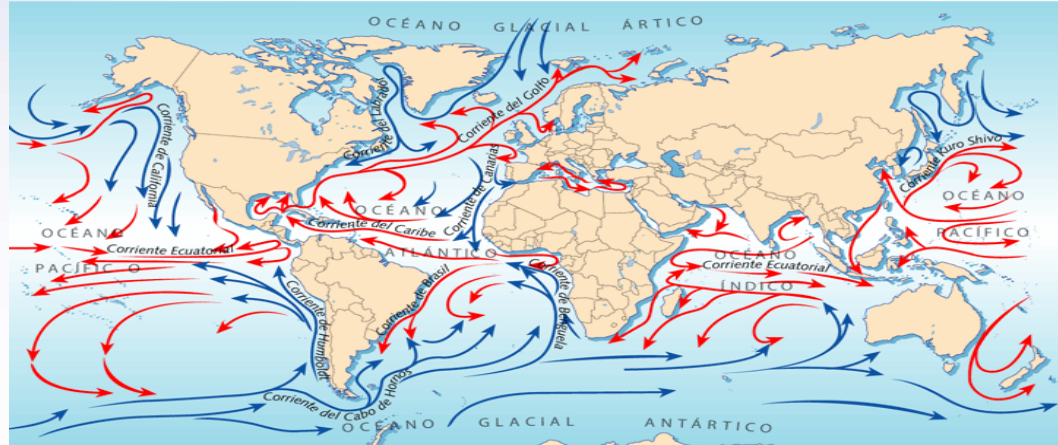 OCÉANO GLACIAL ÁRTICO
Corriente del Labrado
Corriente del Golfo
Corriente de California
Corriente de Canarias
Corriente Kuro Shivo
OCÉANO
Corriente del Caribe
OCÉANO
PACÍFICO
OCÉANO
Corriente Ecuatorial
PACÍFICO
ATLÁNTICO
OCÉANO
Corriente Ecuatorial
ÍNDICO
Corriente de Brasil
Corriente de Benguela
Corriente de Humboldt
Corriente del Cabo de Hornos
OCÉANO GLACIAL ANTÁRTICO